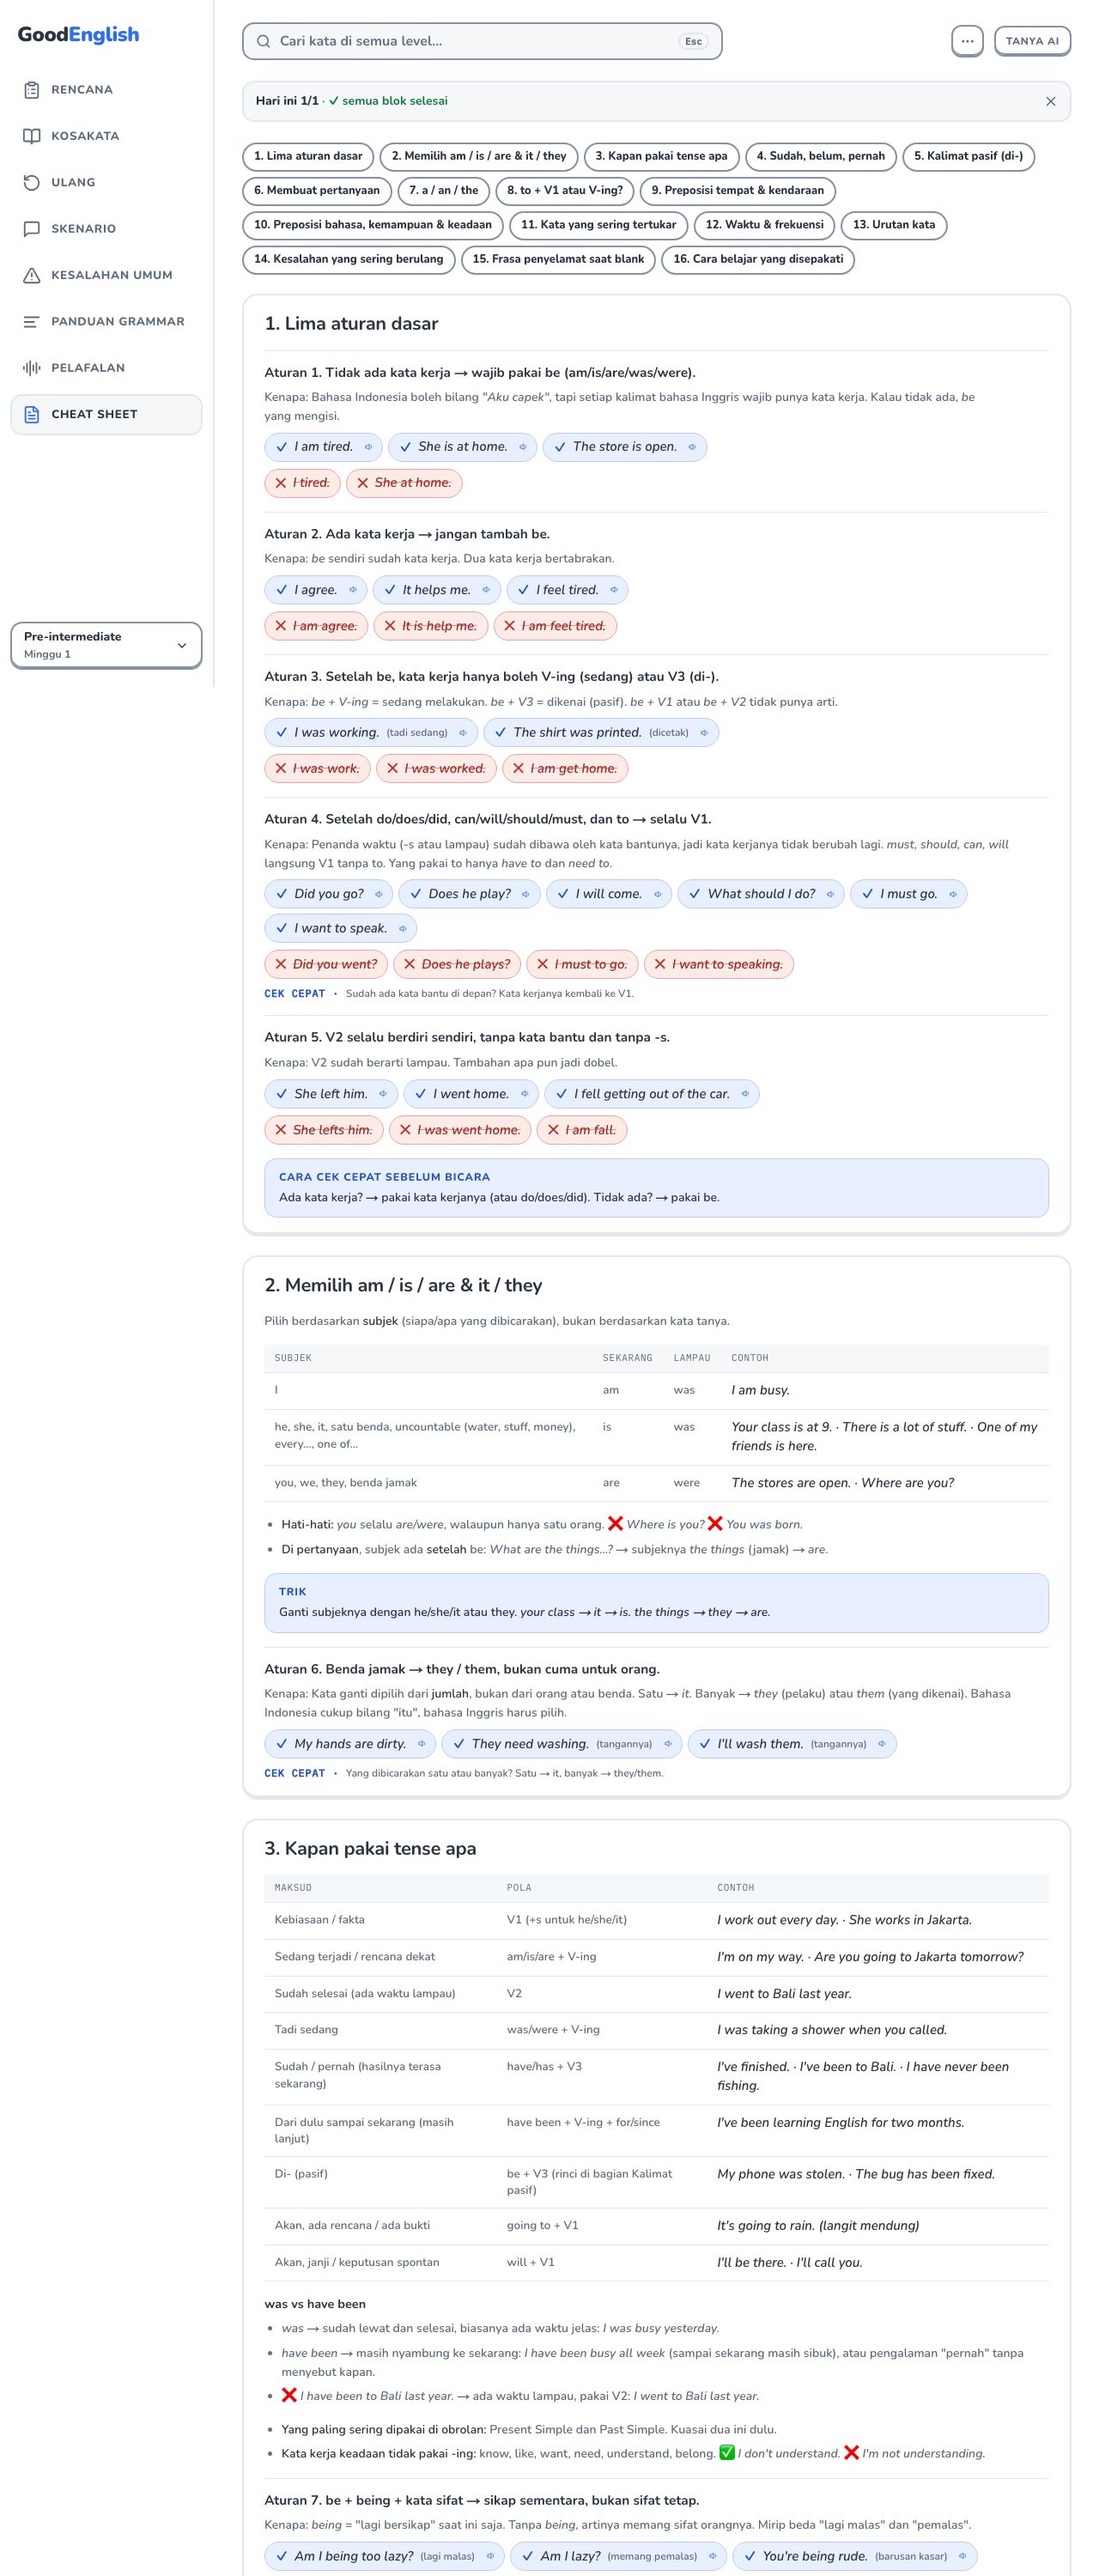 GoodEnglish
Cari kata di semua level...
Esc
TANYA AI
RENCANA
KOSAKATA
ULANG
SKENARIO
KESALAHAN UMUM
PANDUAN GRAMMAR
PELAFALAN
CHEAT SHEET
Pre-intermediate
Minggu 1
Hari ini 1/1 · ✓ semua blok selesai
1. Lima aturan dasar
2. Memilih am / is / are & it / they
3. Kapan pakai tense apa
4. Sudah, belum, pernah
5. Kalimat pasif (di-)
6. Membuat pertanyaan
7. a / an / the
8. to + V1 atau V-ing?
9. Preposisi tempat & kendaraan
10. Preposisi bahasa, kemampuan & keadaan
11. Kata yang sering tertukar
12. Waktu & frekuensi
13. Urutan kata
14. Kesalahan yang sering berulang
15. Frasa penyelamat saat blank
16. Cara belajar yang disepakati
1. Lima aturan dasar
Aturan 1. Tidak ada kata kerja → wajib pakai be (am/is/are/was/were).
Kenapa: Bahasa Indonesia boleh bilang "Aku capek", tapi setiap kalimat bahasa Inggris wajib punya kata kerja. Kalau tidak ada, be
yang mengisi.
✓ I am tired. ✓ She is at home. ✓ The store is open.
✕ I tired. ✕ She at home.
Aturan 2. Ada kata kerja → jangan tambah be.
Kenapa: be sendiri sudah kata kerja. Dua kata kerja bertabrakan.
✓ I agree. ✓ It helps me. ✓ I feel tired.
✕ I am agree. ✕ It is help me. ✕ I am feel tired.
Aturan 3. Setelah be, kata kerja hanya boleh V-ing (sedang) atau V3 (di-).
Kenapa: be + V-ing = sedang melakukan. be + V3 = dikenai (pasif). be + V1 atau be + V2 tidak punya arti.
✓ I was working. (tadi sedang) ✓ The shirt was printed. (dicetak)
✕ I was work. ✕ I was worked. ✕ I am get home.
Aturan 4. Setelah do/does/did, can/will/should/must, dan to → selalu V1.
Kenapa: Penanda waktu (-s atau lampau) sudah dibawa oleh kata bantunya, jadi kata kerjanya tidak berubah lagi. must, should, can, will
langsung V1 tanpa to. Yang pakai to hanya have to dan need to.
✓ Did you go? ✓ Does he play? ✓ I will come. ✓ What should I do? ✓ I must go.
✓ I want to speak.
✕ Did you went? ✕ Does he plays? ✕ I must to go. ✕ I want to speaking.
CEK CEPAT · Sudah ada kata bantu di depan? Kata kerjanya kembali ke V1.
Aturan 5. V2 selalu berdiri sendiri, tanpa kata bantu dan tanpa -s.
Kenapa: V2 sudah berarti lampau. Tambahan apa pun jadi dobel.
✓ She left him. ✓ I went home. ✓ I fell getting out of the car.
✕ She lefts him. ✕ I was went home. ✕ I am fall.
CARA CEK CEPAT SEBELUM BICARA
Ada kata kerja? → pakai kata kerjanya (atau do/does/did). Tidak ada? → pakai be.
2. Memilih am / is / are & it / they
Pilih berdasarkan subjek (siapa/apa yang dibicarakan), bukan berdasarkan kata tanya.
SUBJEK SEKARANG LAMPAU CONTOH
I am was I am busy.
he, she, it, satu benda, uncountable (water, stuff, money), is was Your class is at 9. · There is a lot of stuff. · One of my
every..., one of... friends is here.
you, we, they, benda jamak are were The stores are open. · Where are you?
Hati-hati: you selalu are/were, walaupun hanya satu orang. ❌ Where is you? ❌ You was born.
Di pertanyaan, subjek ada setelah be: What are the things...? → subjeknya the things (jamak) → are.
TRIK
Ganti subjeknya dengan he/she/it atau they. your class → it → is. the things → they → are.
Aturan 6. Benda jamak → they / them, bukan cuma untuk orang.
Kenapa: Kata ganti dipilih dari jumlah, bukan dari orang atau benda. Satu → it. Banyak → they (pelaku) atau them (yang dikenai). Bahasa
Indonesia cukup bilang "itu", bahasa Inggris harus pilih.
✓ My hands are dirty. ✓ They need washing. (tangannya) ✓ I'll wash them. (tangannya)
CEK CEPAT · Yang dibicarakan satu atau banyak? Satu → it, banyak → they/them.
3. Kapan pakai tense apa
MAKSUD POLA CONTOH
Kebiasaan / fakta V1 (+s untuk he/she/it) I work out every day. · She works in Jakarta.
Sedang terjadi / rencana dekat am/is/are + V-ing I'm on my way. · Are you going to Jakarta tomorrow?
Sudah selesai (ada waktu lampau) V2 I went to Bali last year.
Tadi sedang was/were + V-ing I was taking a shower when you called.
Sudah / pernah (hasilnya terasa have/has + V3 I've finished. · I've been to Bali. · I have never been
sekarang) fishing.
Dari dulu sampai sekarang (masih have been + V-ing + for/since I've been learning English for two months.
lanjut)
Di- (pasif) be + V3 (rinci di bagian Kalimat My phone was stolen. · The bug has been fixed.
pasif)
Akan, ada rencana / ada bukti going to + V1 It's going to rain. (langit mendung)
Akan, janji / keputusan spontan will + V1 I'll be there. · I'll call you.
was vs have been
was → sudah lewat dan selesai, biasanya ada waktu jelas: I was busy yesterday.
have been → masih nyambung ke sekarang: I have been busy all week (sampai sekarang masih sibuk), atau pengalaman "pernah" tanpa
menyebut kapan.
❌ I have been to Bali last year. → ada waktu lampau, pakai V2: I went to Bali last year.
Yang paling sering dipakai di obrolan: Present Simple dan Past Simple. Kuasai dua ini dulu.
Kata kerja keadaan tidak pakai -ing: know, like, want, need, understand, belong. ✅ I don't understand. ❌ I'm not understanding.
Aturan 7. be + being + kata sifat → sikap sementara, bukan sifat tetap.
Kenapa: being = "lagi bersikap" saat ini saja. Tanpa being, artinya memang sifat orangnya. Mirip beda "lagi malas" dan "pemalas".
✓ Am I being too lazy? (lagi malas) ✓ Am I lazy? (memang pemalas) ✓ You're being rude. (barusan kasar)